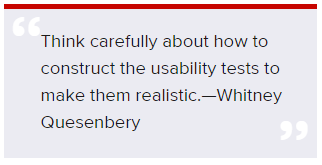 Think carefully about how to
construct the usability tests to
make them realistic.—Whitney
Quesenbery